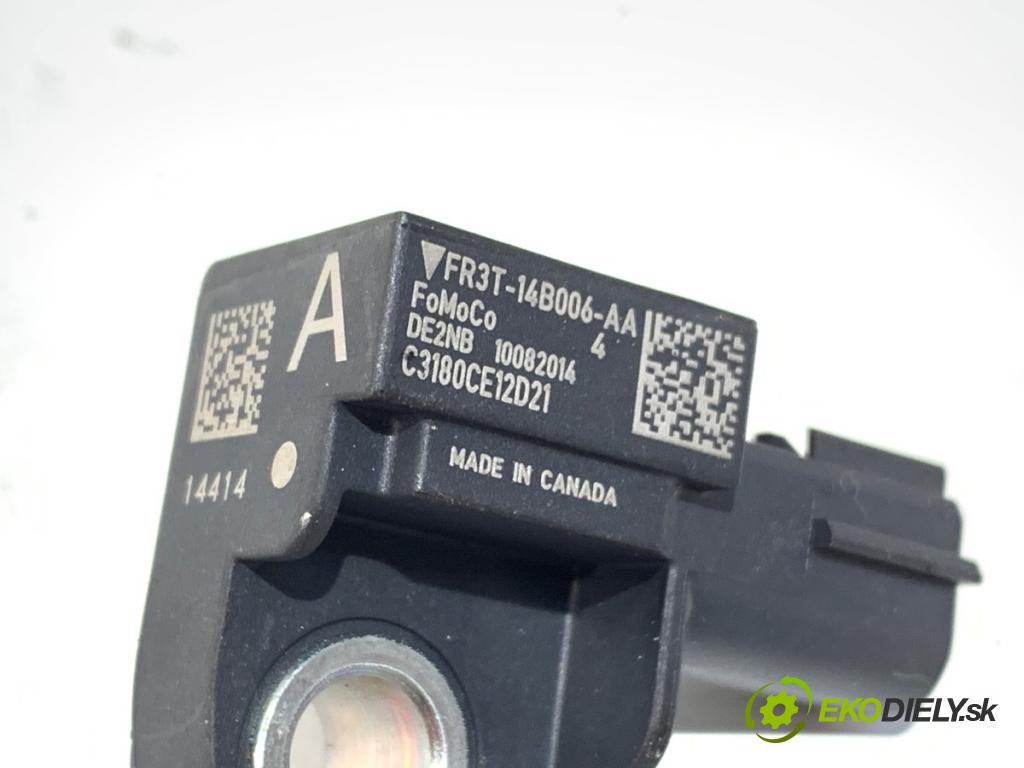 A
14414
FR3T-14B006-AA
FoMoCo 4
DE2NB 10082014
C3180CE12D21
MADE IN CANADA
EKODIELY.sk